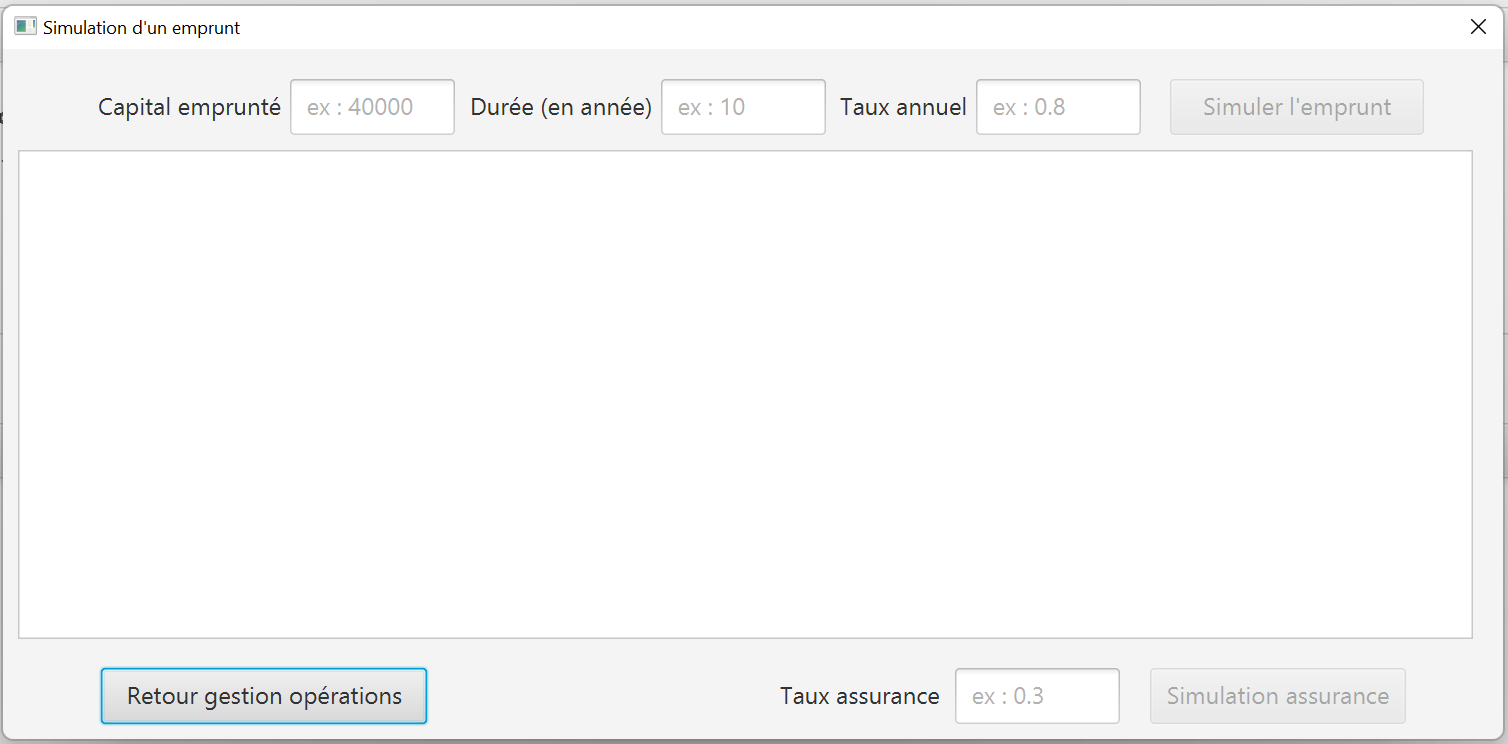 Simulation d'un emprunt
Capital emprunté ex : 40000 Durée (en année) ex : 10 Taux annuel ex : 0.8 Simuler l'emprunt
Retour gestion opérations Taux assurance ex : 0.3 Simulation assurance